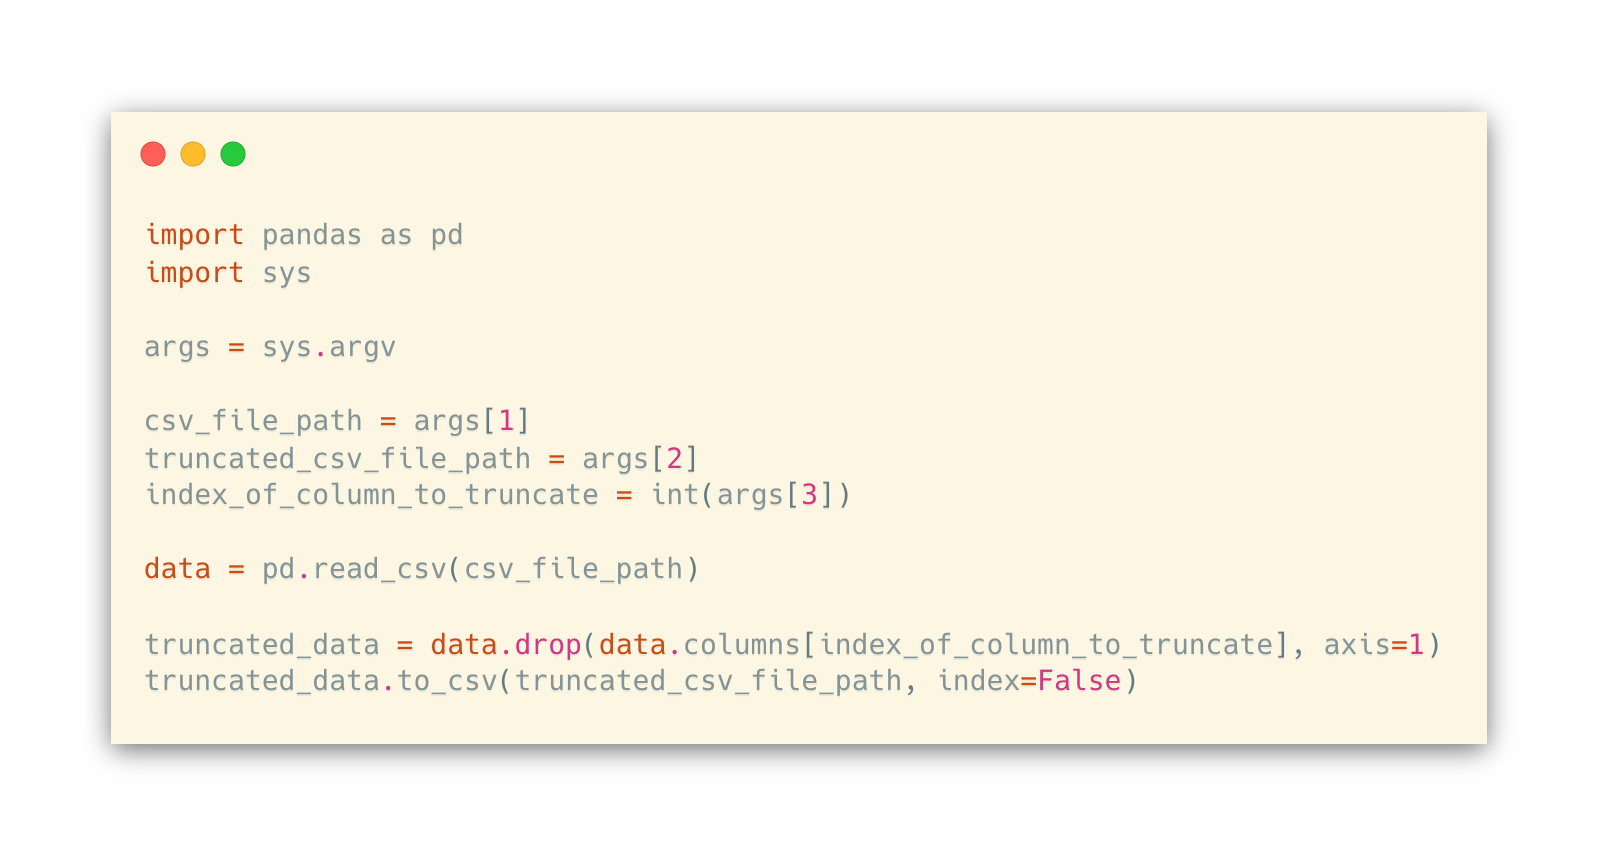 import pandas as pd
import sys
args = sys.argv
csv_file_path = args[1]
truncated_csv_file_path = args[2]
index_of_column_to_truncate = int(args[3])
data = pd.read_csv(csv_file_path)
truncated_data = data.drop(data.columns[index_of_column_to_truncate], axis=1)
truncated_data.to_csv(truncated_csv_file_path, index=False)